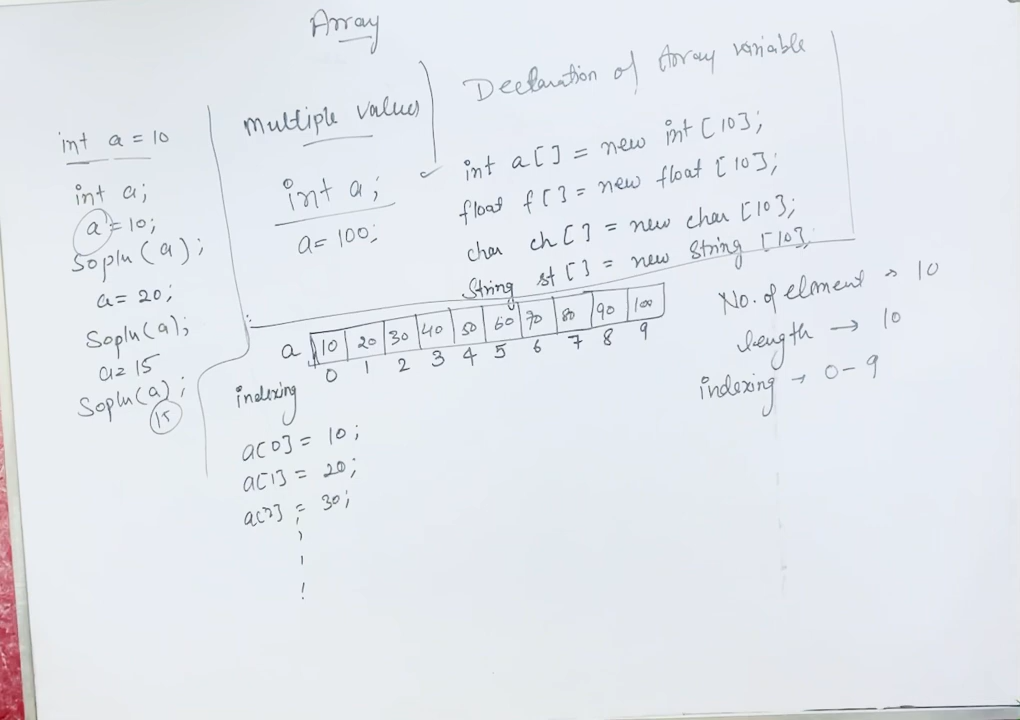 Array
int a = 10
int a;
a = 10;
Sopln(a);
a = 20;
Sopln(a);
a = 15
Sopln(a);
15
Multiple values
int a;
a = 100;
Declaration of Array variable
int a[] = new int [10];
float f[] = new float [10];
char ch[] = new char [10];
String st[] = new String [10];
a 10 20 30 40 50 60 70 80 90 100
0 1 2 3 4 5 6 7 8 9
indexing
a[0] = 10;
a[1] = 20;
a[2] = 30;
No. of element → 10
length → 10
indexing → 0-9